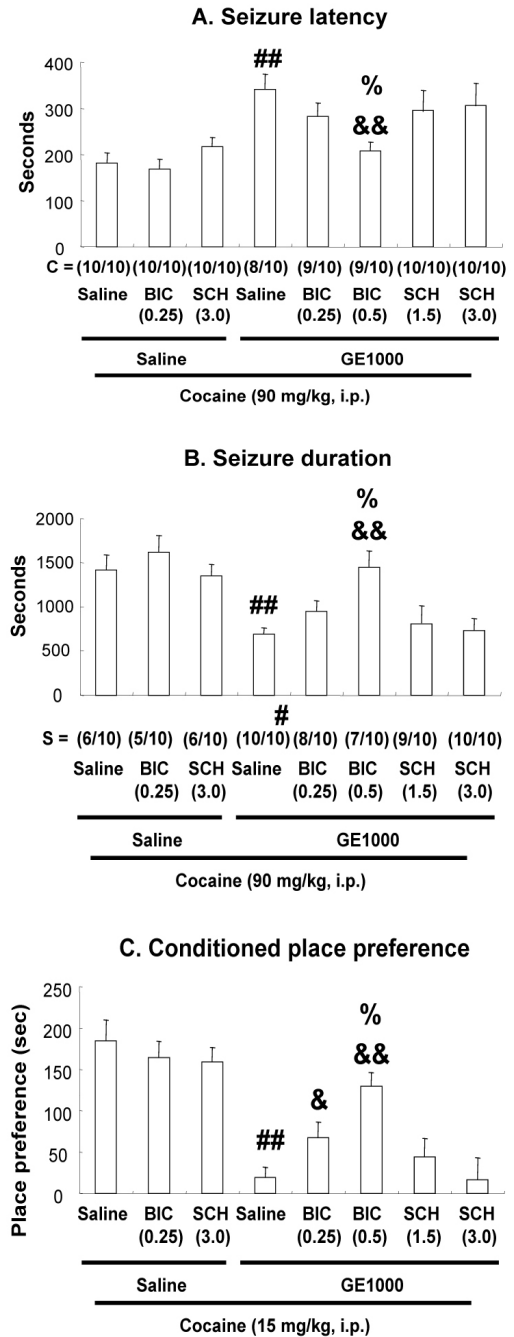 A. Seizure latency
##
%
&&
400
300
200
100
0
Seconds
C = (10/10) (10/10) (10/10) (8/10) (9/10) (9/10) (10/10) (10/10)
Saline BIC SCH Saline BIC BIC SCH SCH
(0.25) (3.0) (0.25) (0.5) (1.5) (3.0)
Saline GE1000
Cocaine (90 mg/kg, i.p.)
B. Seizure duration
%
&&
##
2000
1500
1000
500
0
Seconds
#
S = (6/10) (5/10) (6/10) (10/10) (8/10) (7/10) (9/10) (10/10)
Saline BIC SCH Saline BIC BIC SCH SCH
(0.25) (3.0) (0.25) (0.5) (1.5) (3.0)
Saline GE1000
Cocaine (90 mg/kg, i.p.)
C. Conditioned place preference
%
&&
&
##
250
200
150
100
50
0
Place preference (sec)
Saline BIC SCH Saline BIC BIC SCH SCH
(0.25) (3.0) (0.25) (0.5) (1.5) (3.0)
Saline GE1000
Cocaine (15 mg/kg, i.p.)